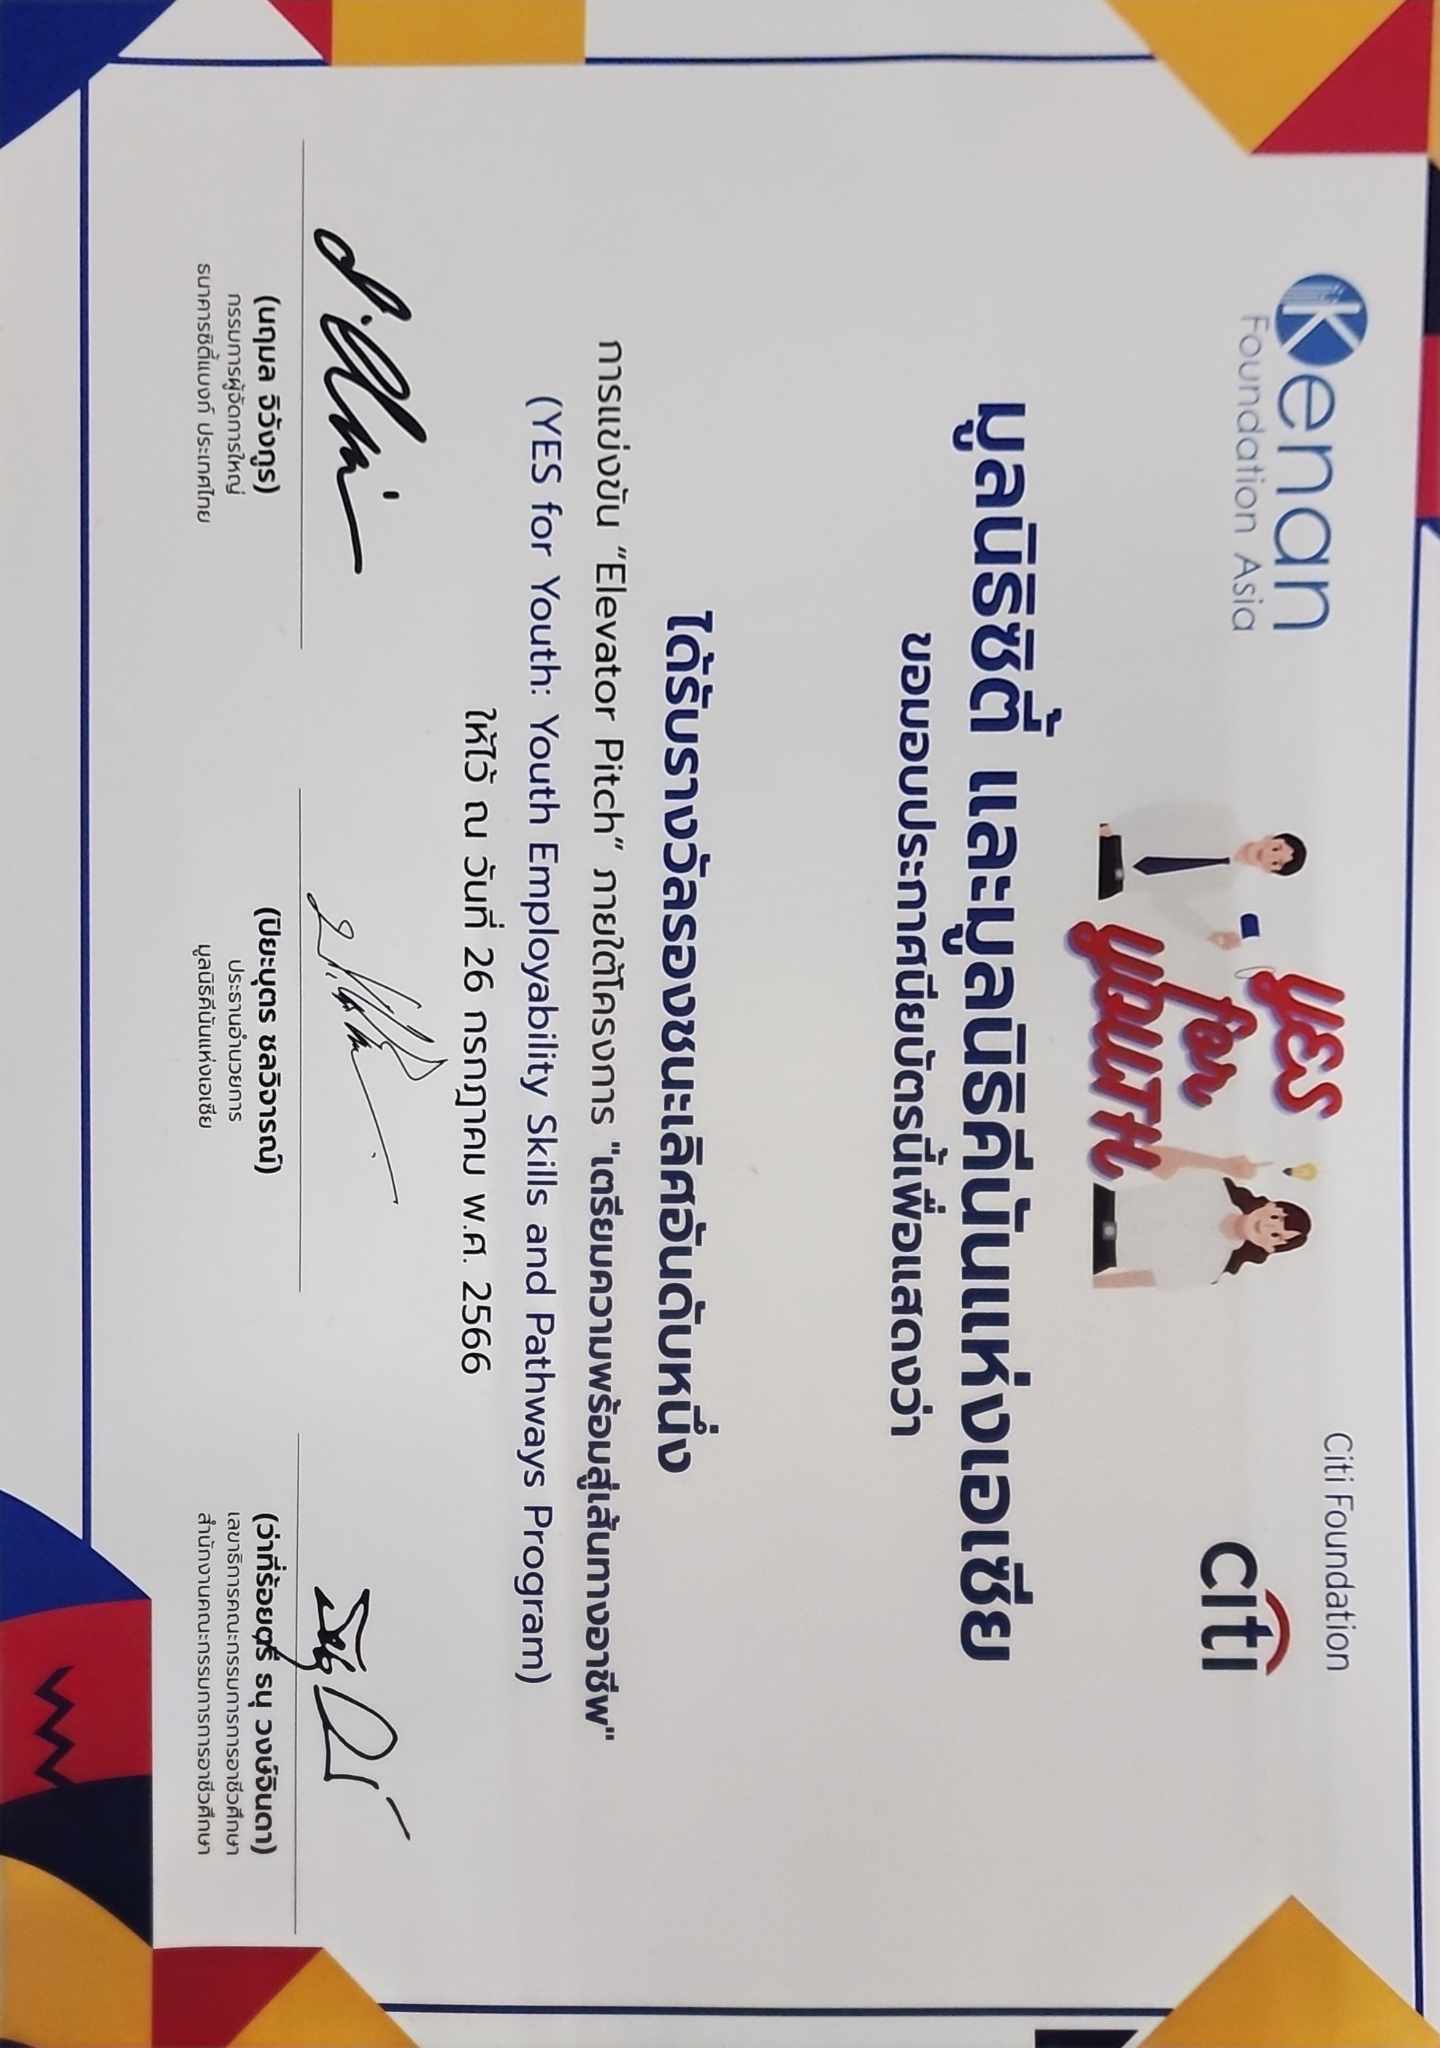 Kenan
Foundation Asia
YES
for
YOUTH
Citi Foundation
citi
มูลนิธิซิตี้ และมูลนิธิคีนันแห่งเอเซีย
ขอมอบประกาศนียบัตรนี้เพื่อแสดงว่า
ได้รับรางวัลรองชนะเลิศอันดับหนึ่ง
การแข่งขัน “Elevator Pitch” ภายใต้โครงการ "เตรียมความพร้อมสู่เส้นทางอาชีพ"
(YES for Youth: Youth Employability Skills and Pathways Program)
ให้ไว้ ณ วันที่ 26 กรกฎาคม พ.ศ. 2566
(นฤมล จิวังกูร)
กรรมการผู้จัดการใหญ่
ธนาคารซิตี้แบงก์ ประเทศไทย
(ปิยะบุตร ชลวิจารณ์)
ประธานอำนวยการ
มูลนิธิคีนันแห่งเอเซีย
(ว่าที่ร้อยตรี ธนุ วงษ์จินดา)
เลขาธิการคณะกรรมการการอาชีวศึกษา
สำนักงานคณะกรรมการการอาชีวศึกษา